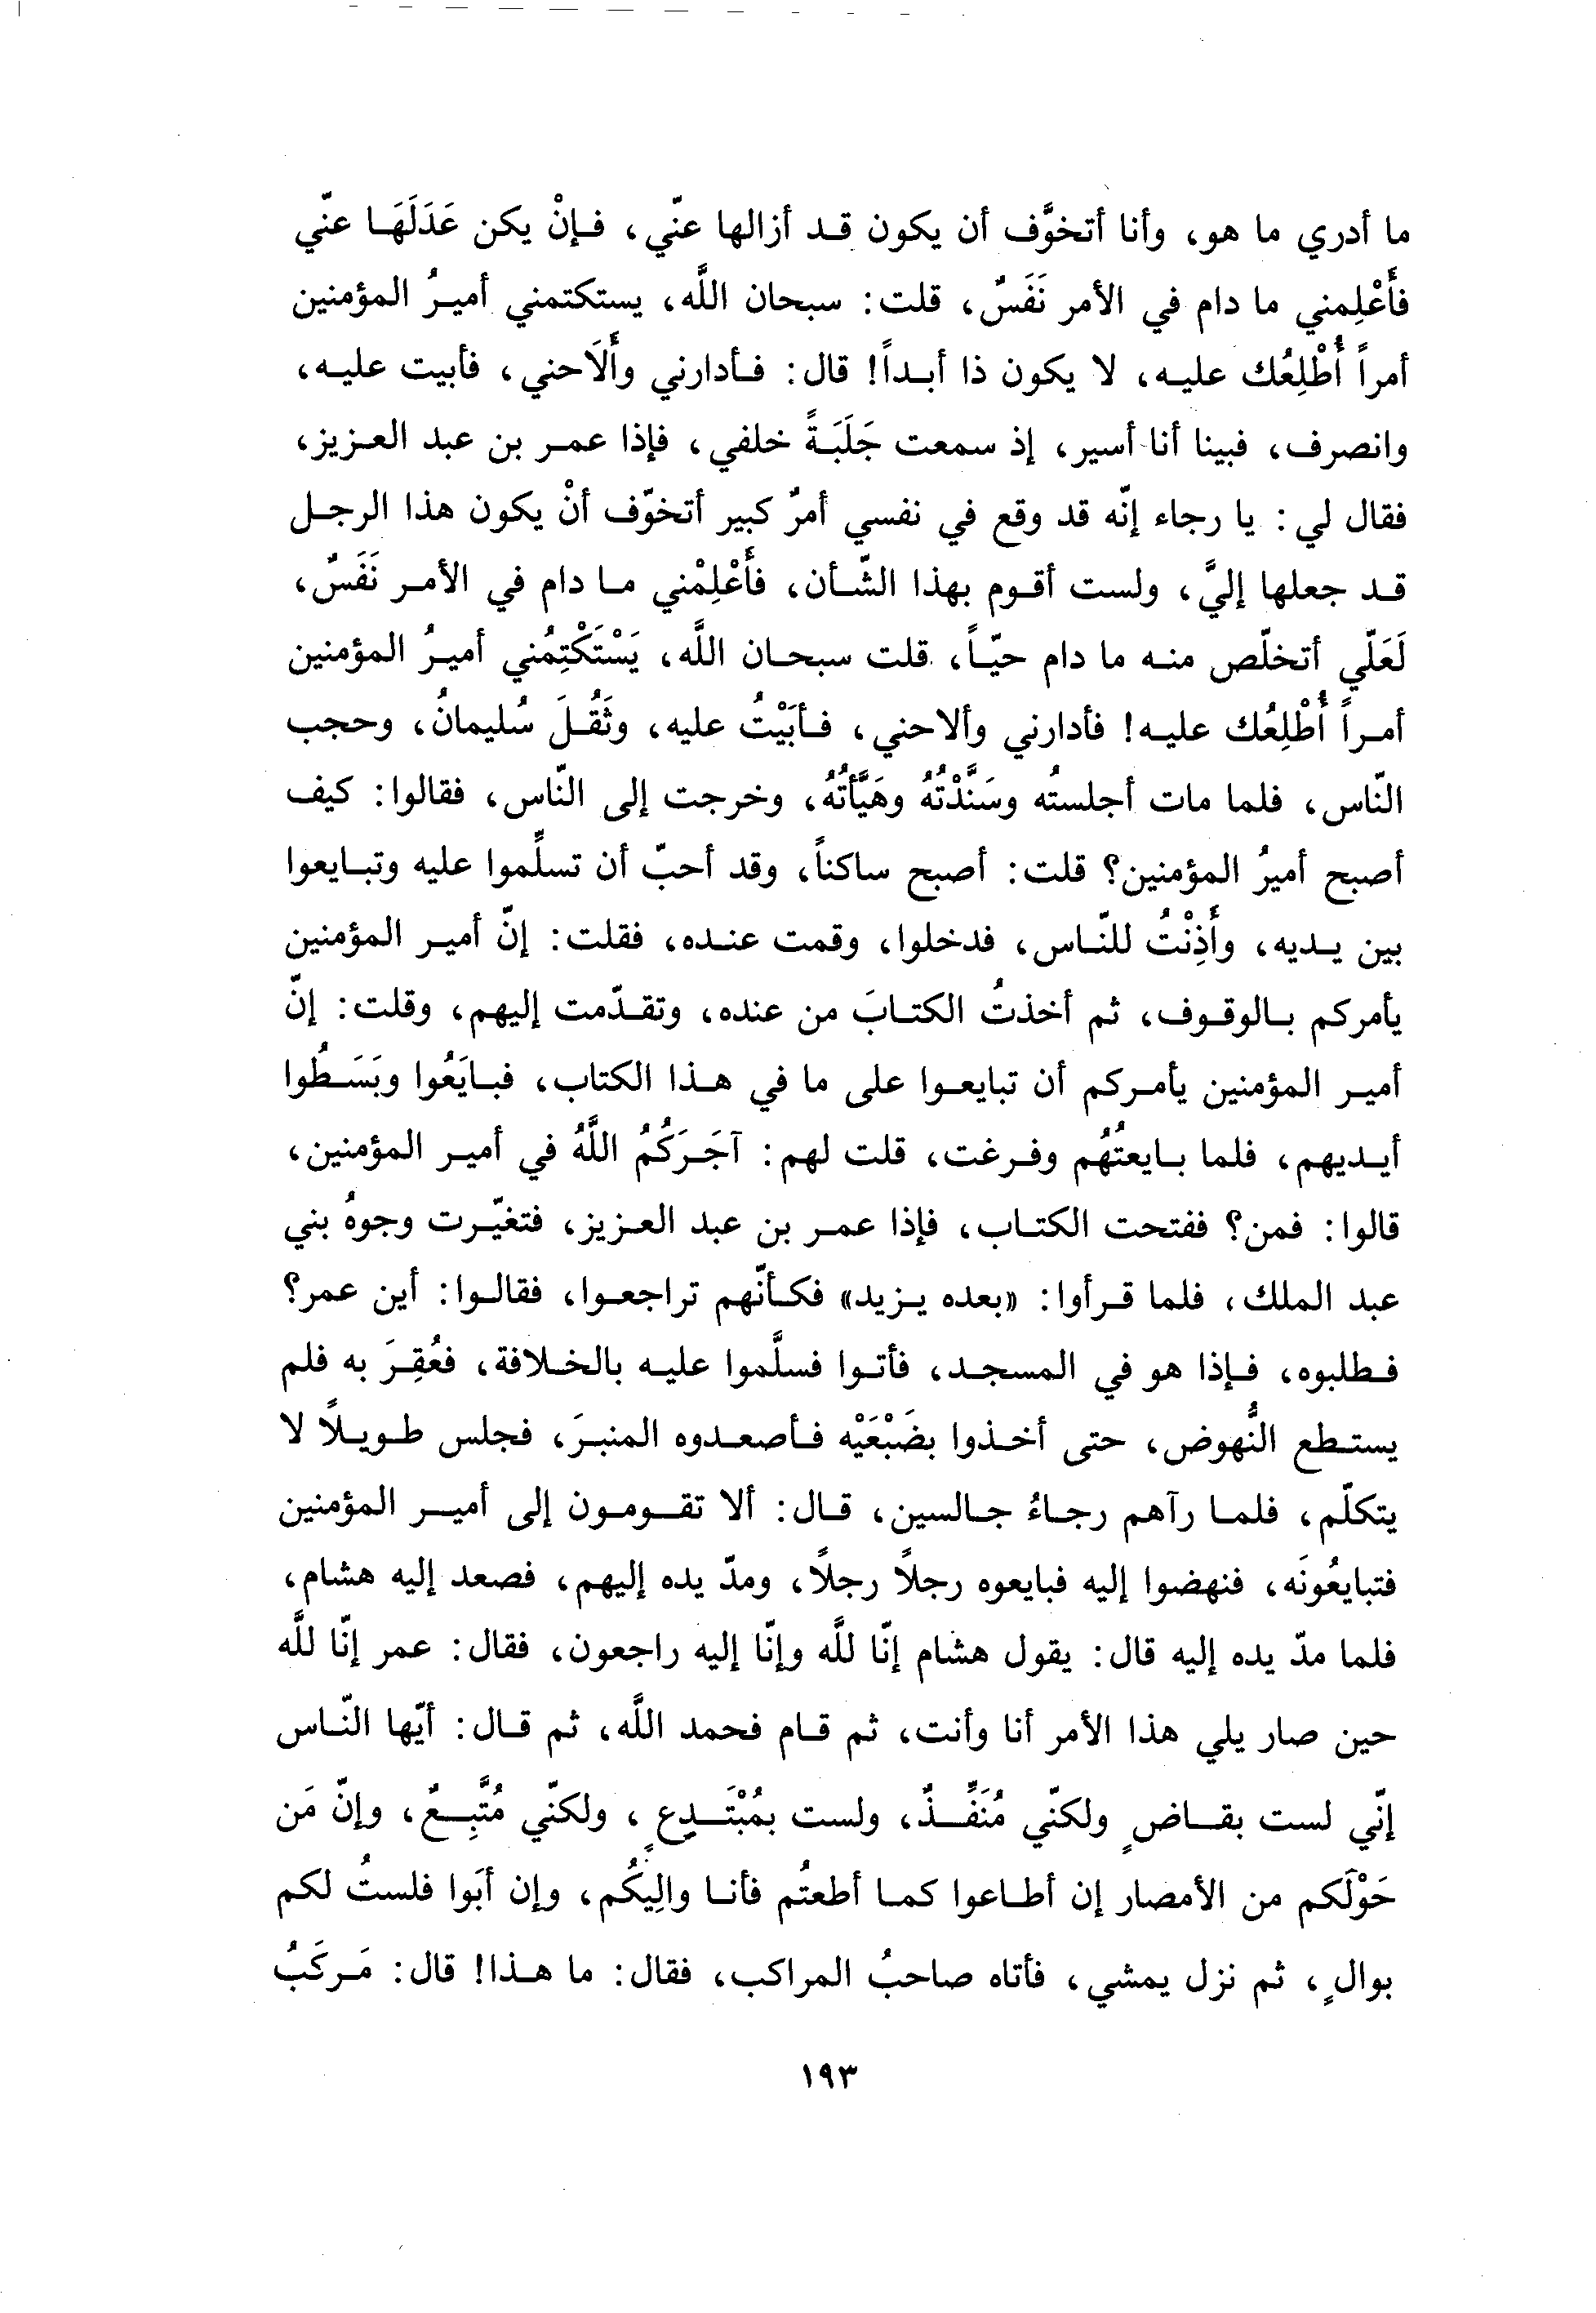 ما أدري ما هو، وأنا أتخوَّف أن يكون قد أزالها عنّي، فإنْ يكن عَدَلَهَا عنّي
فأَعْلِمني ما دام في الأمر نَفَسٌ، قلت: سبحان اللَّه، يستكتمني أميرُ المؤمنين
أمراً أُطْلِعُك عليه، لا يكون ذا أبداً! قال: فأدارني وأَلَاحني، فأبيت عليه،
وانصرف، فبينا أنا أسير، إذ سمعت جَلَبَةً خلفي، فإذا عمر بن عبد العزيز،
فقال لي: يا رجاء إنّه قد وقع في نفسي أمرٌ كبير أتخوّف أنْ يكون هذا الرجل
قد جعلها إليَّ، ولست أقوم بهذا الشّأن، فأَعْلِمْني ما دام في الأمر نَفَسٌ،
لَعَلّي أتخلّص منه ما دام حيّاً، قلت سبحان اللَّه، يَسْتَكْتِمُني أميرُ المؤمنين
أمراً أُطْلِعُك عليه! فأدارني وألاحني، فأبَيْتُ عليه، وثَقُلَ سُليمانُ، وحجب
النّاس، فلما مات أجلستُه وسَنَّدْتُهُ وهَيَّأتُهُ، وخرجت إلى النّاس، فقالوا: كيف
أصبح أميرُ المؤمنين؟ قلت: أصبح ساكناً، وقد أحبّ أن تسلِّموا عليه وتبايعوا
بين يديه، وأَذِنْتُ للنّاس، فدخلوا، وقمت عنده، فقلت: إنّ أمير المؤمنين
يأمركم بالوقوف، ثم أخذتُ الكتابَ من عنده، وتقدّمت إليهم، وقلت: إنّ
أمير المؤمنين يأمركم أن تبايعوا على ما في هذا الكتاب، فبايَعُوا وبَسَطُوا
أيديهم، فلما بايعتُهُم وفرغت، قلت لهم: آجَرَكُمُ اللَّهُ في أمير المؤمنين،
قالوا: فمن؟ ففتحت الكتاب، فإذا عمر بن عبد العزيز، فتغيّرت وجوهُ بني
عبد الملك، فلما قرأوا: «بعده يزيد» فكأنّهم تراجعوا، فقالوا: أين عمر؟
فطلبوه، فإذا هو في المسجد، فأتوا فسلَّموا عليه بالخلافة، فعُقِرَ به فلم
يستطع النُّهوض، حتى أخذوا بضَبْعَيْه فأصعدوه المنبرَ، فجلس طويلًا لا
يتكلّم، فلما رآهم رجاءُ جالسين، قال: ألا تقومون إلى أمير المؤمنين
فتبايعُونَه، فنهضوا إليه فبايعوه رجلًا رجلًا، ومدّ يده إليهم، فصعد إليه هشام،
فلما مدّ يده إليه قال: يقول هشام إنّا للَّه وإنّا إليه راجعون، فقال: عمر إنّا للَّه
حين صار يلي هذا الأمر أنا وأنت، ثم قام فحمد اللَّه، ثم قال: أيّها النّاس
إنّي لست بقاضٍ ولكنّي مُنَفِّذٌ، ولست بمُبْتَدِعٍ، ولكنّي مُتَّبِعٌ، وإنّ مَن
حَوْلَكم من الأمصار إن أطاعوا كما أطعتُم فأنا والِيكُم، وإن أبَوا فلستُ لكم
بوالٍ، ثم نزل يمشي، فأتاه صاحبُ المراكب، فقال: ما هذا! قال: مَركَبُ
١٩٣